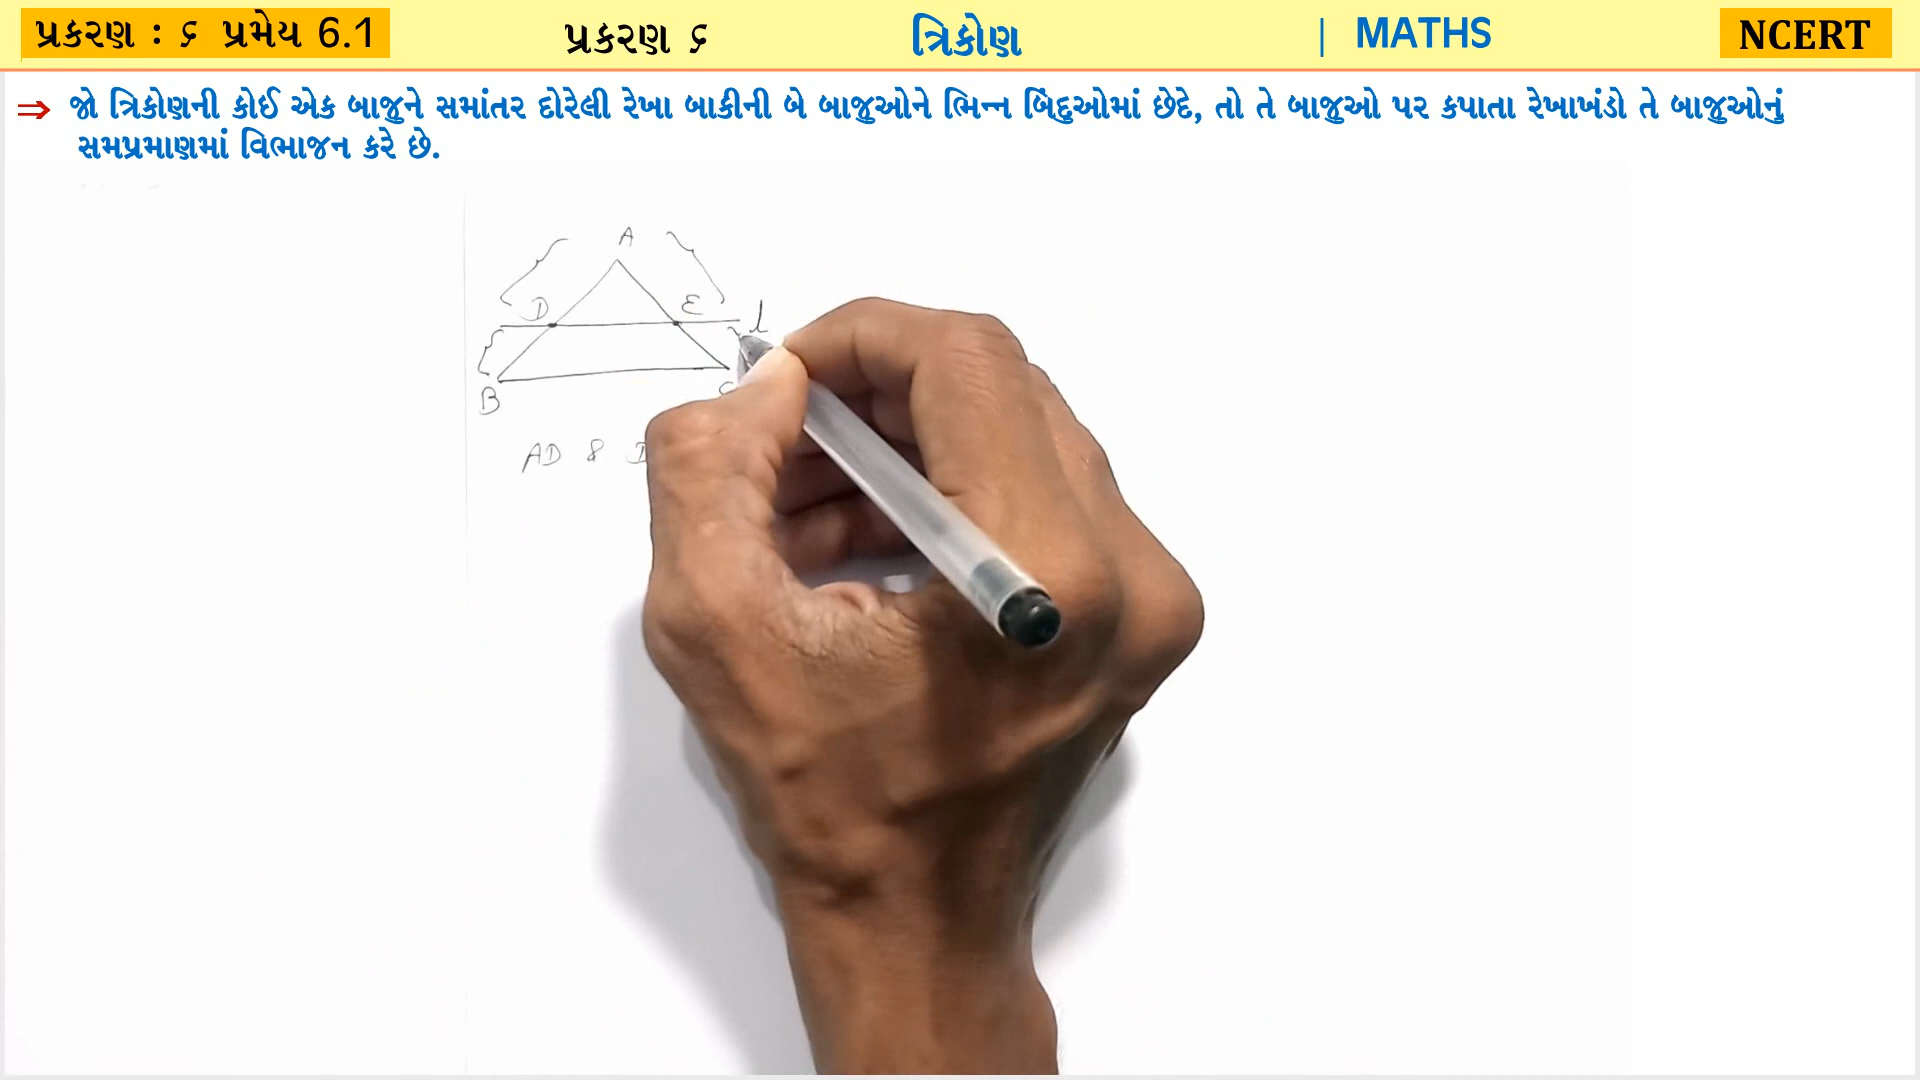 પ્રકરણ : ૬ પ્રમેય 6.1
પ્રકરણ ૬
ત્રિકોણ
| MATHS
NCERT
⇒ જો ત્રિકોણની કોઈ એક બાજુને સમાંતર દોરેલી રેખા બાકીની બે બાજુઓને ભિન્ન બિંદુઓમાં છેદે, તો તે બાજુઓ પર કપાતા રેખાખંડો તે બાજુઓનું
સમપ્રમાણમાં વિભાજન કરે છે.
A
D E l
B
AD &